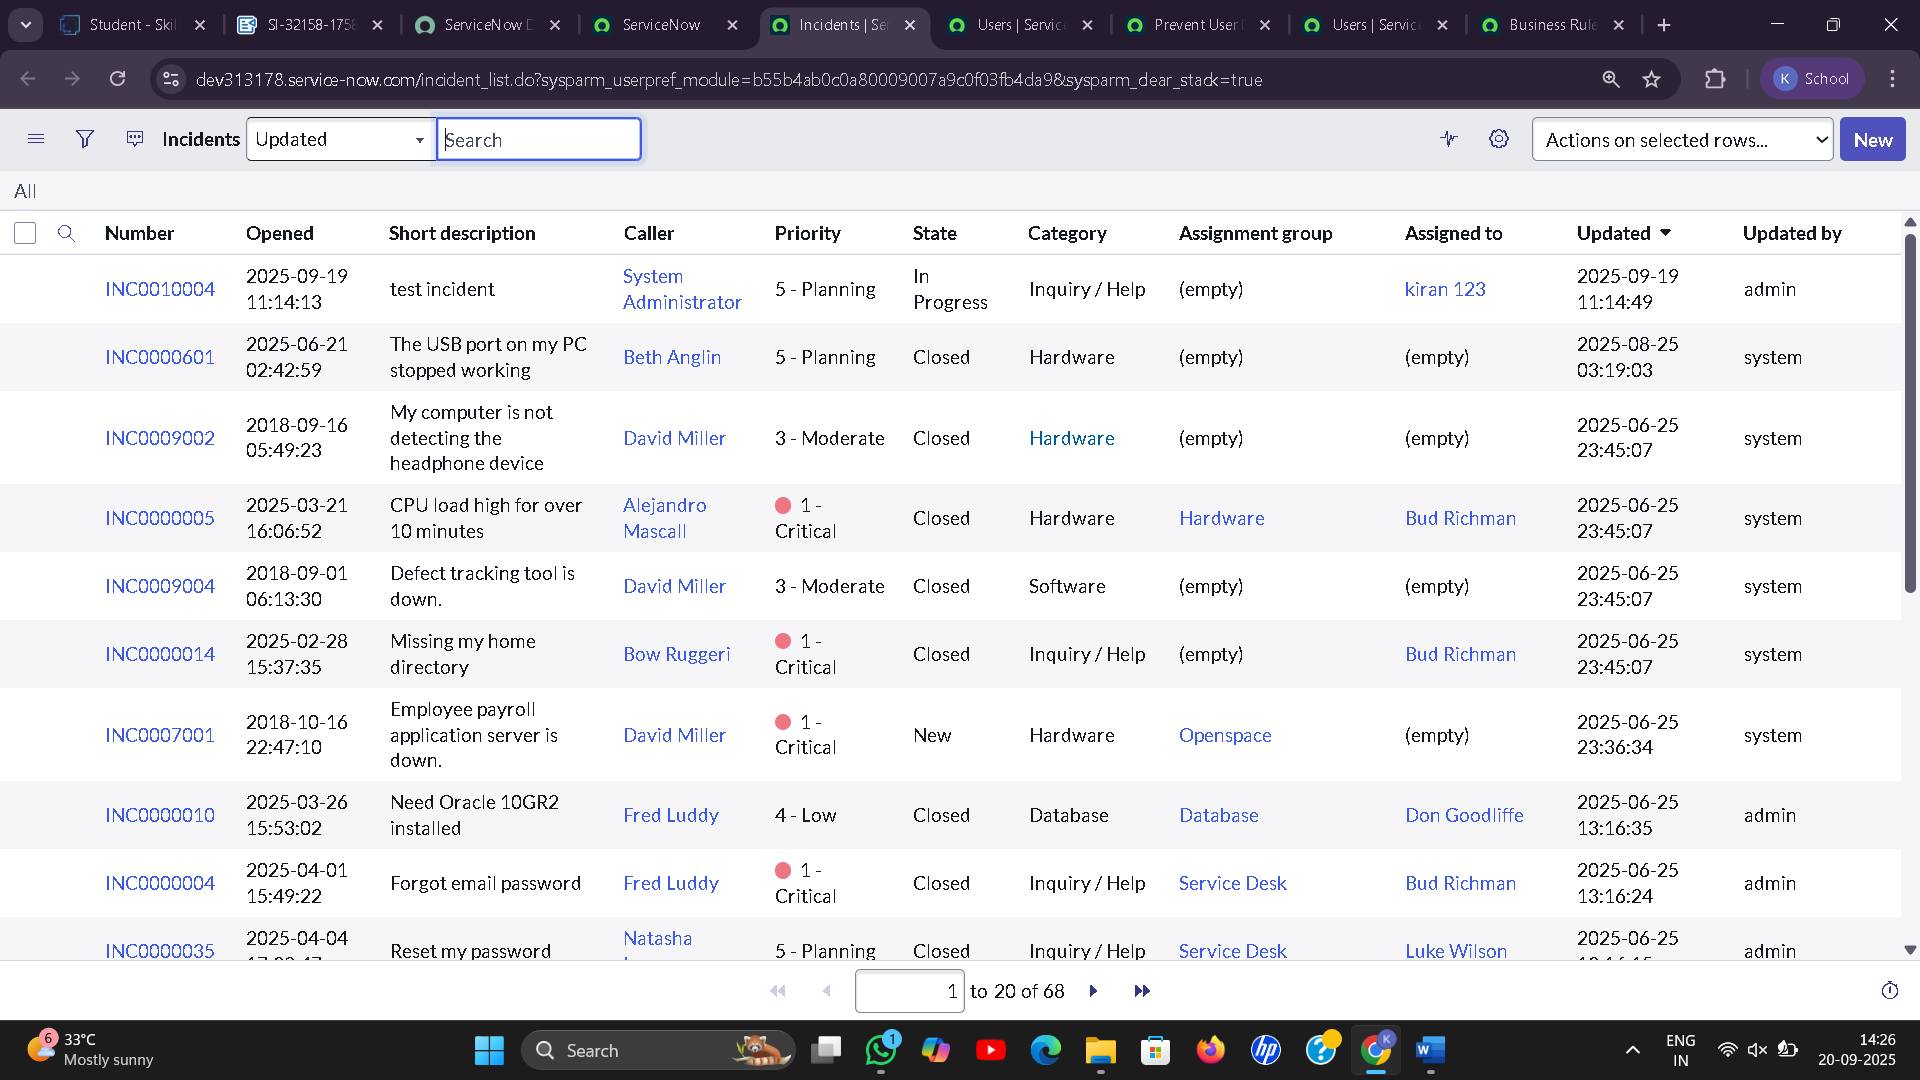 Student - Skil
SI-32158-1758
ServiceNow D
ServiceNow
Incidents | Ser
Users | Service
Prevent User
Users | Service
Business Rule
dev313178.service-now.com/incident_list.do?sysparm_userpref_module=b55b4ab0c0a80009007a9c0f03fb4da9&sysparm_clear_stack=true
K School
Incidents Updated Search Actions on selected rows... New
All
Number Opened Short description Caller Priority State Category Assignment group Assigned to Updated Updated by
INC0010004 2025-09-19 11:14:13 test incident System Administrator 5 - Planning In Progress Inquiry / Help (empty) kiran 123 2025-09-19 11:14:49 admin
INC0000601 2025-06-21 02:42:59 The USB port on my PC stopped working Beth Anglin 5 - Planning Closed Hardware (empty) (empty) 2025-08-25 03:19:03 system
INC0009002 2018-09-16 05:49:23 My computer is not detecting the headphone device David Miller 3 - Moderate Closed Hardware (empty) (empty) 2025-06-25 23:45:07 system
INC0000005 2025-03-21 16:06:52 CPU load high for over 10 minutes Alejandro Mascall 1 - Critical Closed Hardware Hardware Bud Richman 2025-06-25 23:45:07 system
INC0009004 2018-09-01 06:13:30 Defect tracking tool is down. David Miller 3 - Moderate Closed Software (empty) (empty) 2025-06-25 23:45:07 system
INC0000014 2025-02-28 15:37:35 Missing my home directory Bow Ruggeri 1 - Critical Closed Inquiry / Help (empty) Bud Richman 2025-06-25 23:45:07 system
INC0007001 2018-10-16 22:47:10 Employee payroll application server is down. David Miller 1 - Critical New Hardware Openspace (empty) 2025-06-25 23:36:34 system
INC0000010 2025-03-26 15:53:02 Need Oracle 10GR2 installed Fred Luddy 4 - Low Closed Database Database Don Goodliffe 2025-06-25 13:16:35 admin
INC0000004 2025-04-01 15:49:22 Forgot email password Fred Luddy 1 - Critical Closed Inquiry / Help Service Desk Bud Richman 2025-06-25 13:16:24 admin
INC0000035 2025-04-04 Reset my password Natasha 5 - Planning Closed Inquiry / Help Service Desk Luke Wilson 2025-06-25 admin
1 to 20 of 68
6 33°C
Mostly sunny
Search
1
K
ENG
IN
14:26
20-09-2025